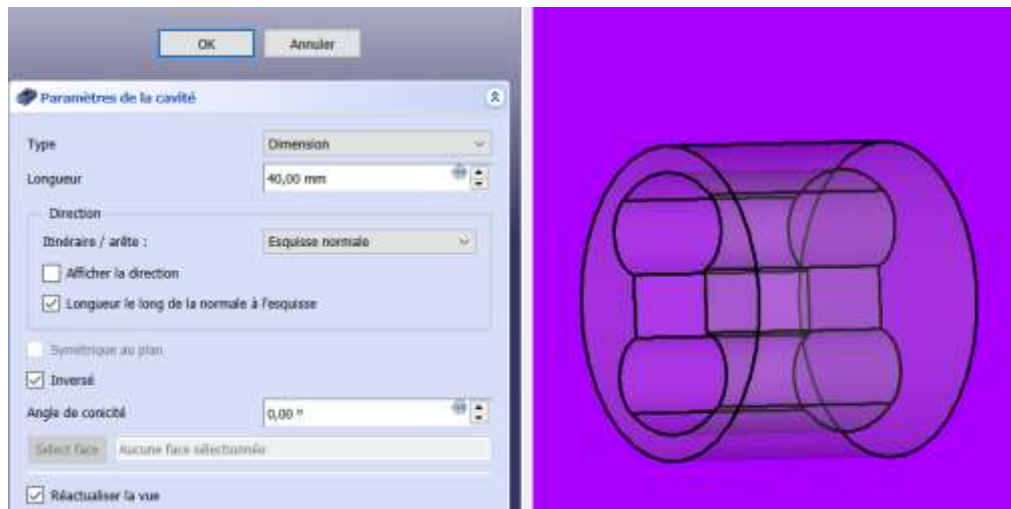 OK Annuler
Paramètres de la cavité
Type Dimension
Longueur 40,00 mm
Direction
Itinéraire / arête : Esquisse normale
Afficher la direction
Longueur le long de la normale à l'esquisse
Symétrique au plan
Inversé
Angle de conicité 0,00 °
Select face Aucune face sélectionnée
Réactualiser la vue